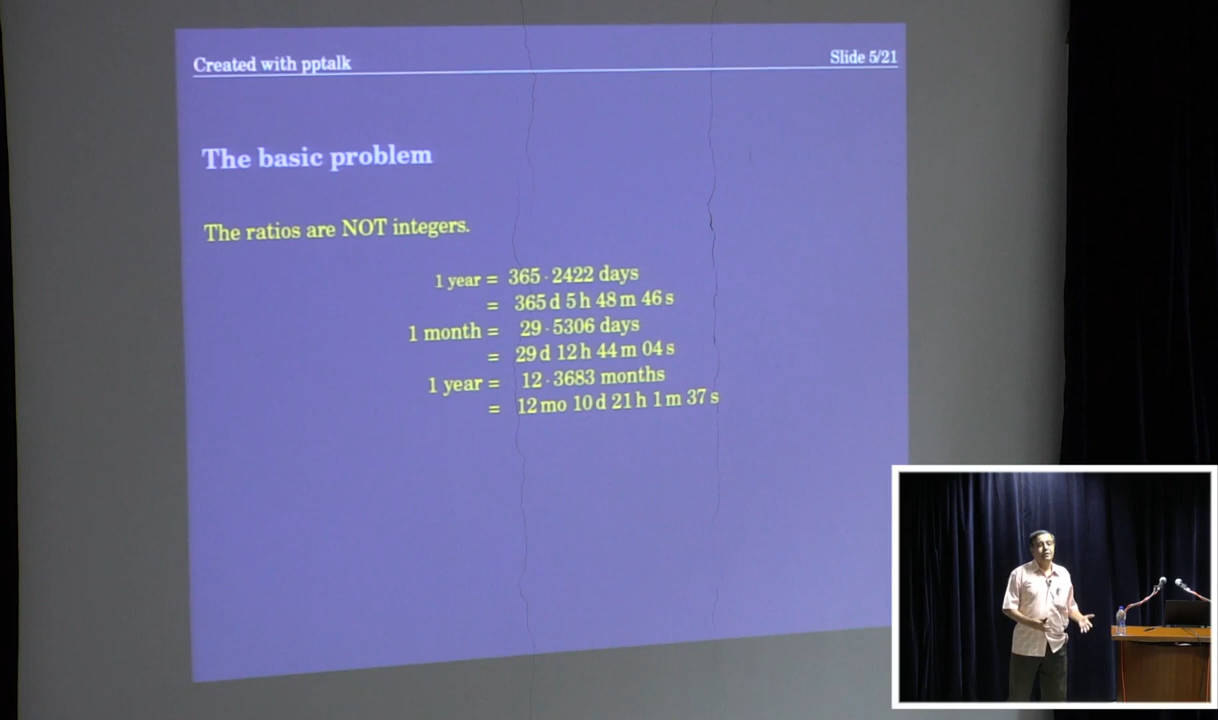 Created with pptalk
Slide 5/21
The basic problem
The ratios are NOT integers.
1 year = 365·2422 days
= 365 d 5 h 48 m 46 s
1 month = 29·5306 days
= 29 d 12 h 44 m 04 s
1 year = 12·3683 months
= 12 mo 10 d 21 h 1 m 37 s